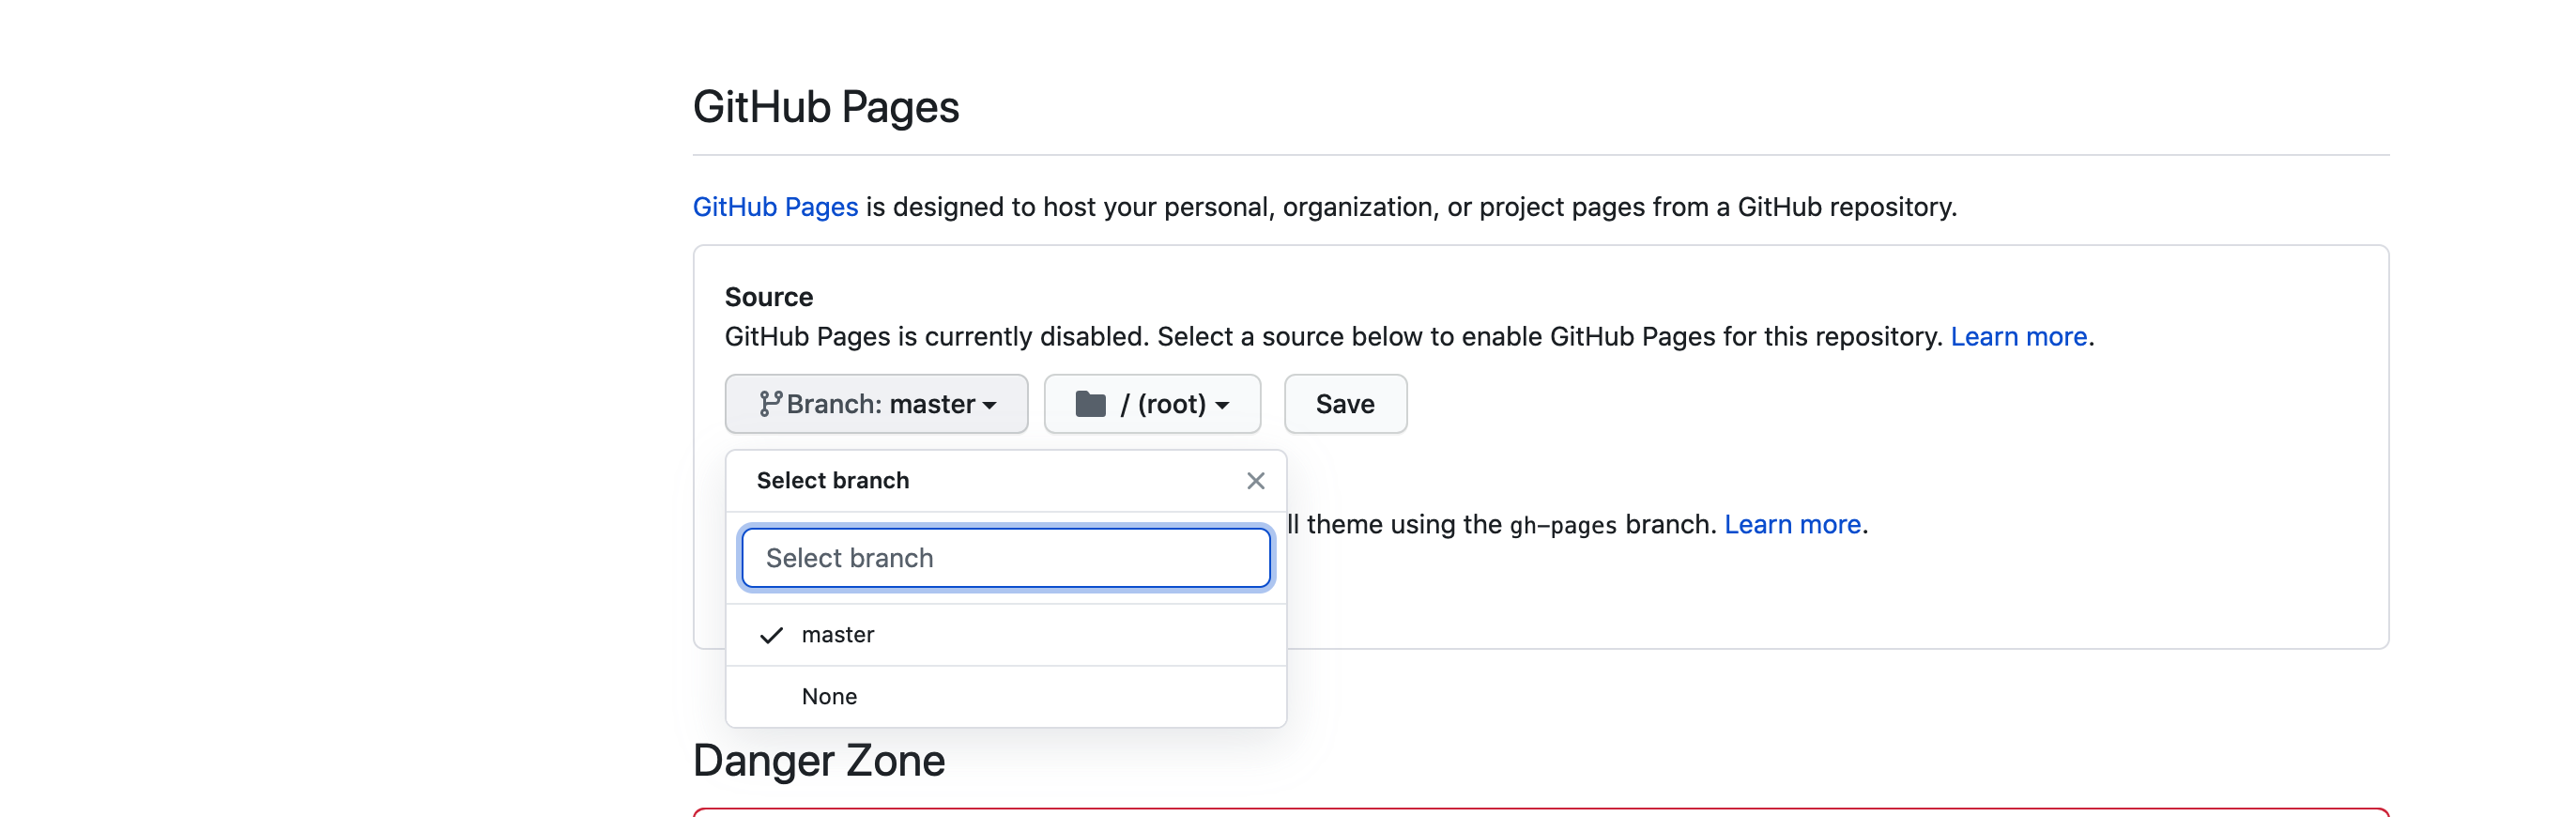 GitHub Pages
GitHub Pages is designed to host your personal, organization, or project pages from a GitHub repository.
Source
GitHub Pages is currently disabled. Select a source below to enable GitHub Pages for this repository. Learn more.
Branch: master / (root) Save
Select branch
ll theme using the gh-pages branch. Learn more.
Select branch
master
None
Danger Zone